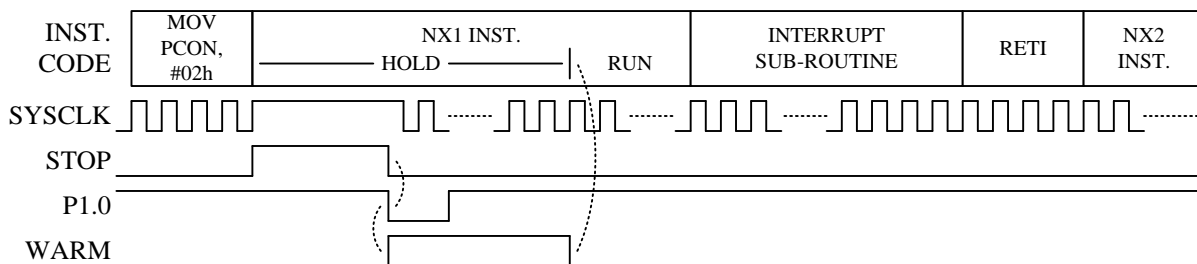 INST.
CODE
MOV
PCON,
#02h
NX1 INST.
HOLD
RUN
INTERRUPT
SUB-ROUTINE
RETI
NX2
INST.
SYSCLK
STOP
P1.0
WARM